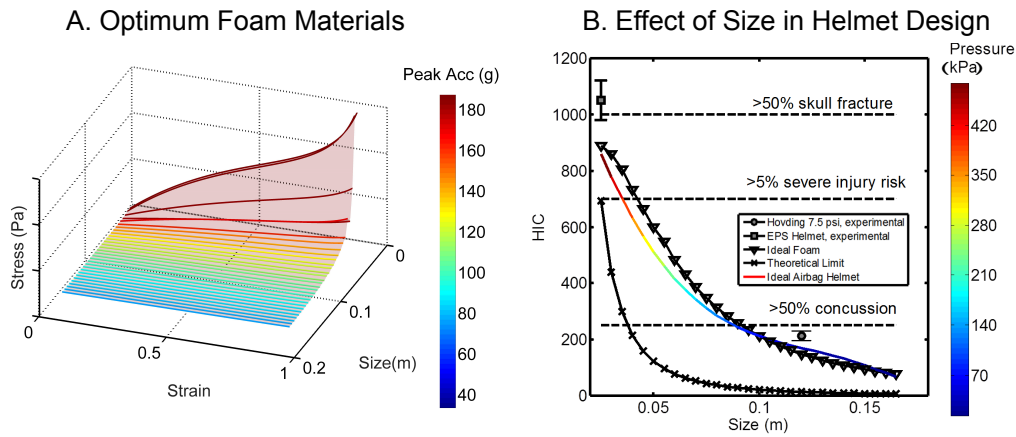 A. Optimum Foam Materials
Peak Acc (g)
180
160
140
120
100
80
60
40
Stress (Pa)
0
0.5
1
Strain
0
0.1
0.2
Size(m)
B. Effect of Size in Helmet Design
Pressure
(kPa)
1200
1000
800
600
400
200
0
HIC
>50% skull fracture
>5% severe injury risk
Hovding 7.5 psi, experimental
EPS Helmet, experimental
Ideal Foam
Theoretical Limit
Ideal Airbag Helmet
>50% concussion
0.05
0.1
0.15
Size (m)
420
350
280
210
140
70